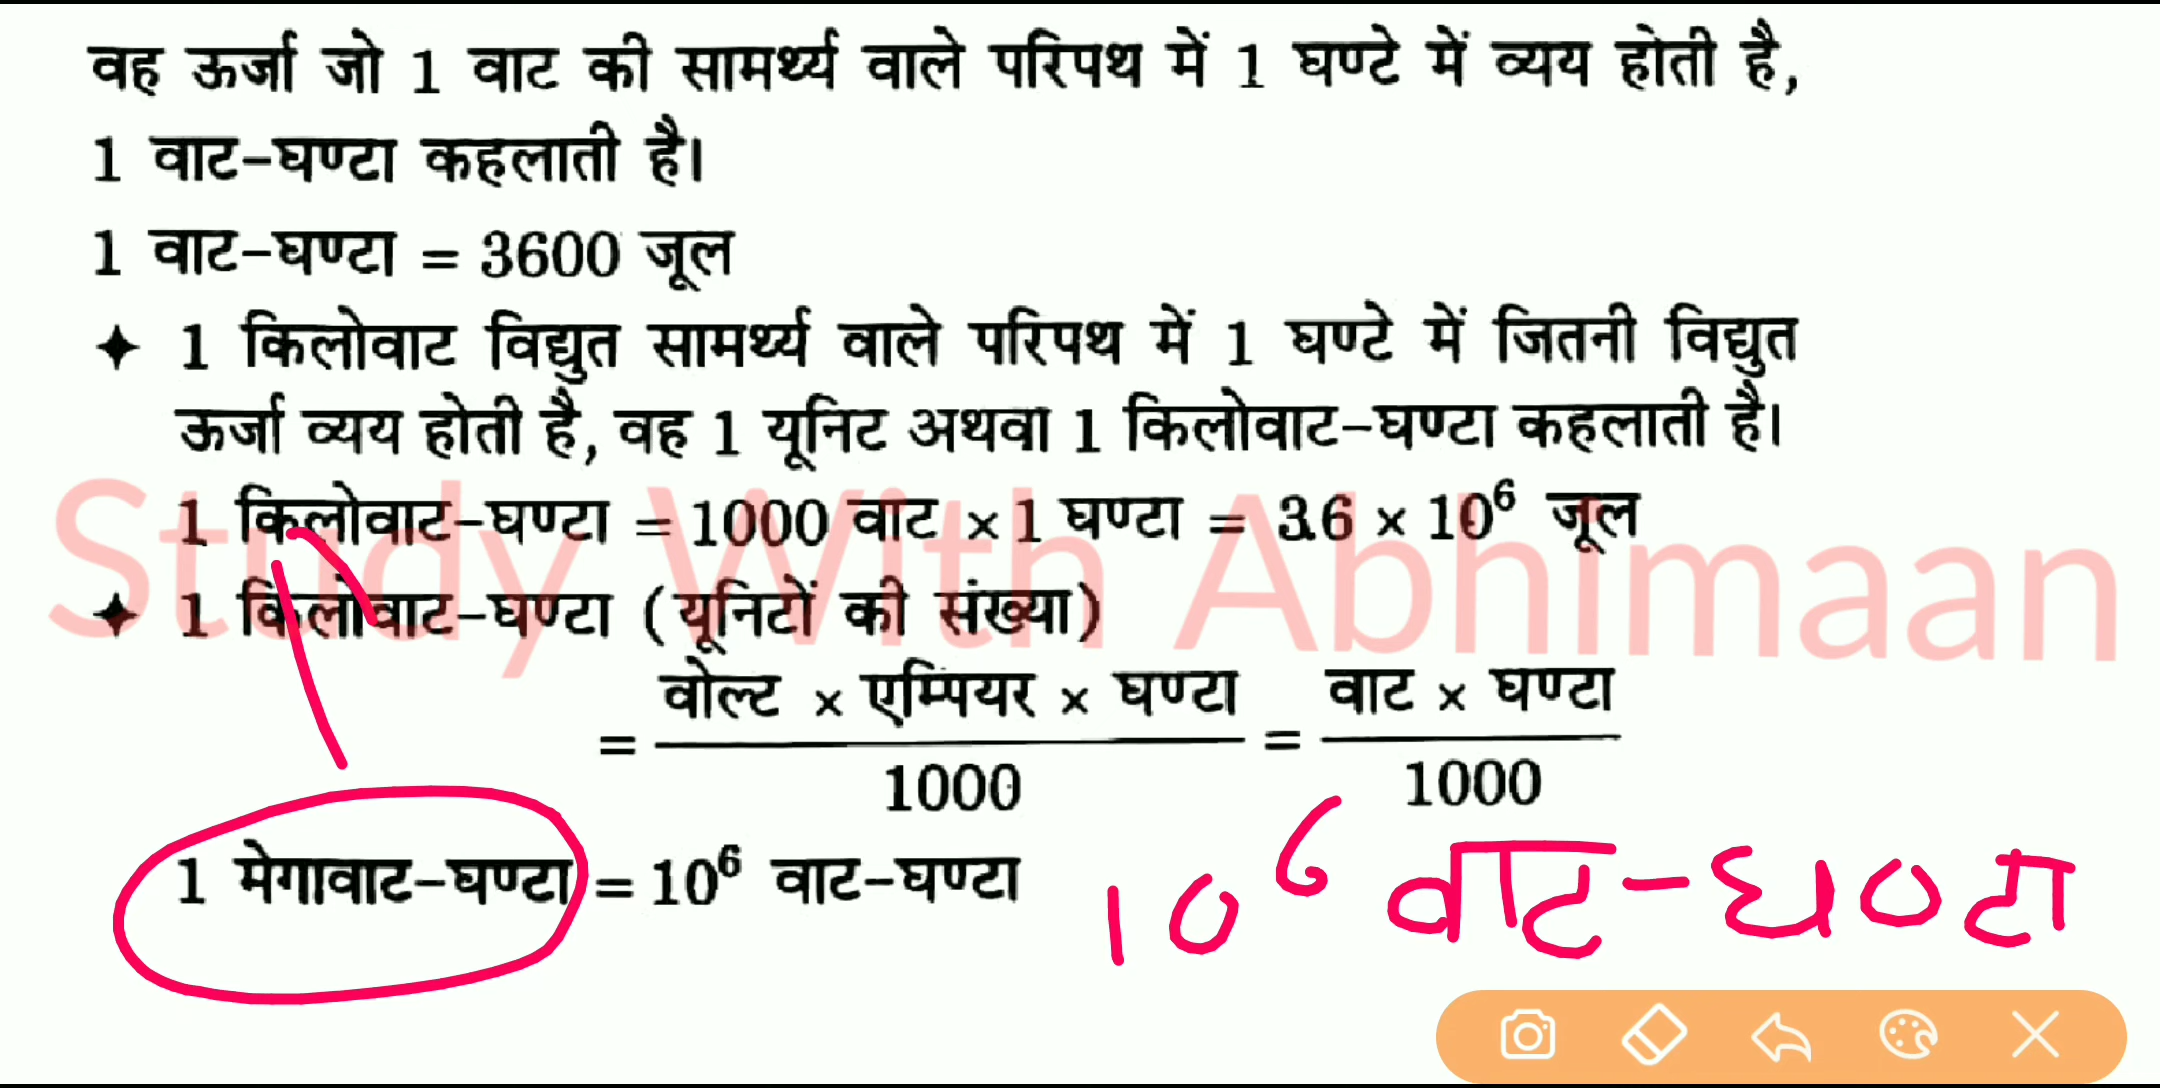 वह ऊर्जा जो 1 वाट की सामर्थ्य वाले परिपथ में 1 घण्टे में व्यय होती है,
1 वाट-घण्टा कहलाती है।
1 वाट-घण्टा = 3600 जूल
✦ 1 किलोवाट विद्युत सामर्थ्य वाले परिपथ में 1 घण्टे में जितनी विद्युत
ऊर्जा व्यय होती है, वह 1 यूनिट अथवा 1 किलोवाट-घण्टा कहलाती है।
1 किलोवाट-घण्टा = 1000 वाट × 1 घण्टा = 3.6 × 10⁶ जूल
Study With Abhimaan
✦ 1 किलोवाट-घण्टा (यूनिटों की संख्या)
= वोल्ट × एम्पियर × घण्टा / 1000 = वाट × घण्टा / 1000
1 मेगावाट-घण्टा = 10⁶ वाट-घण्टा 10⁶ वाट-घण्टा